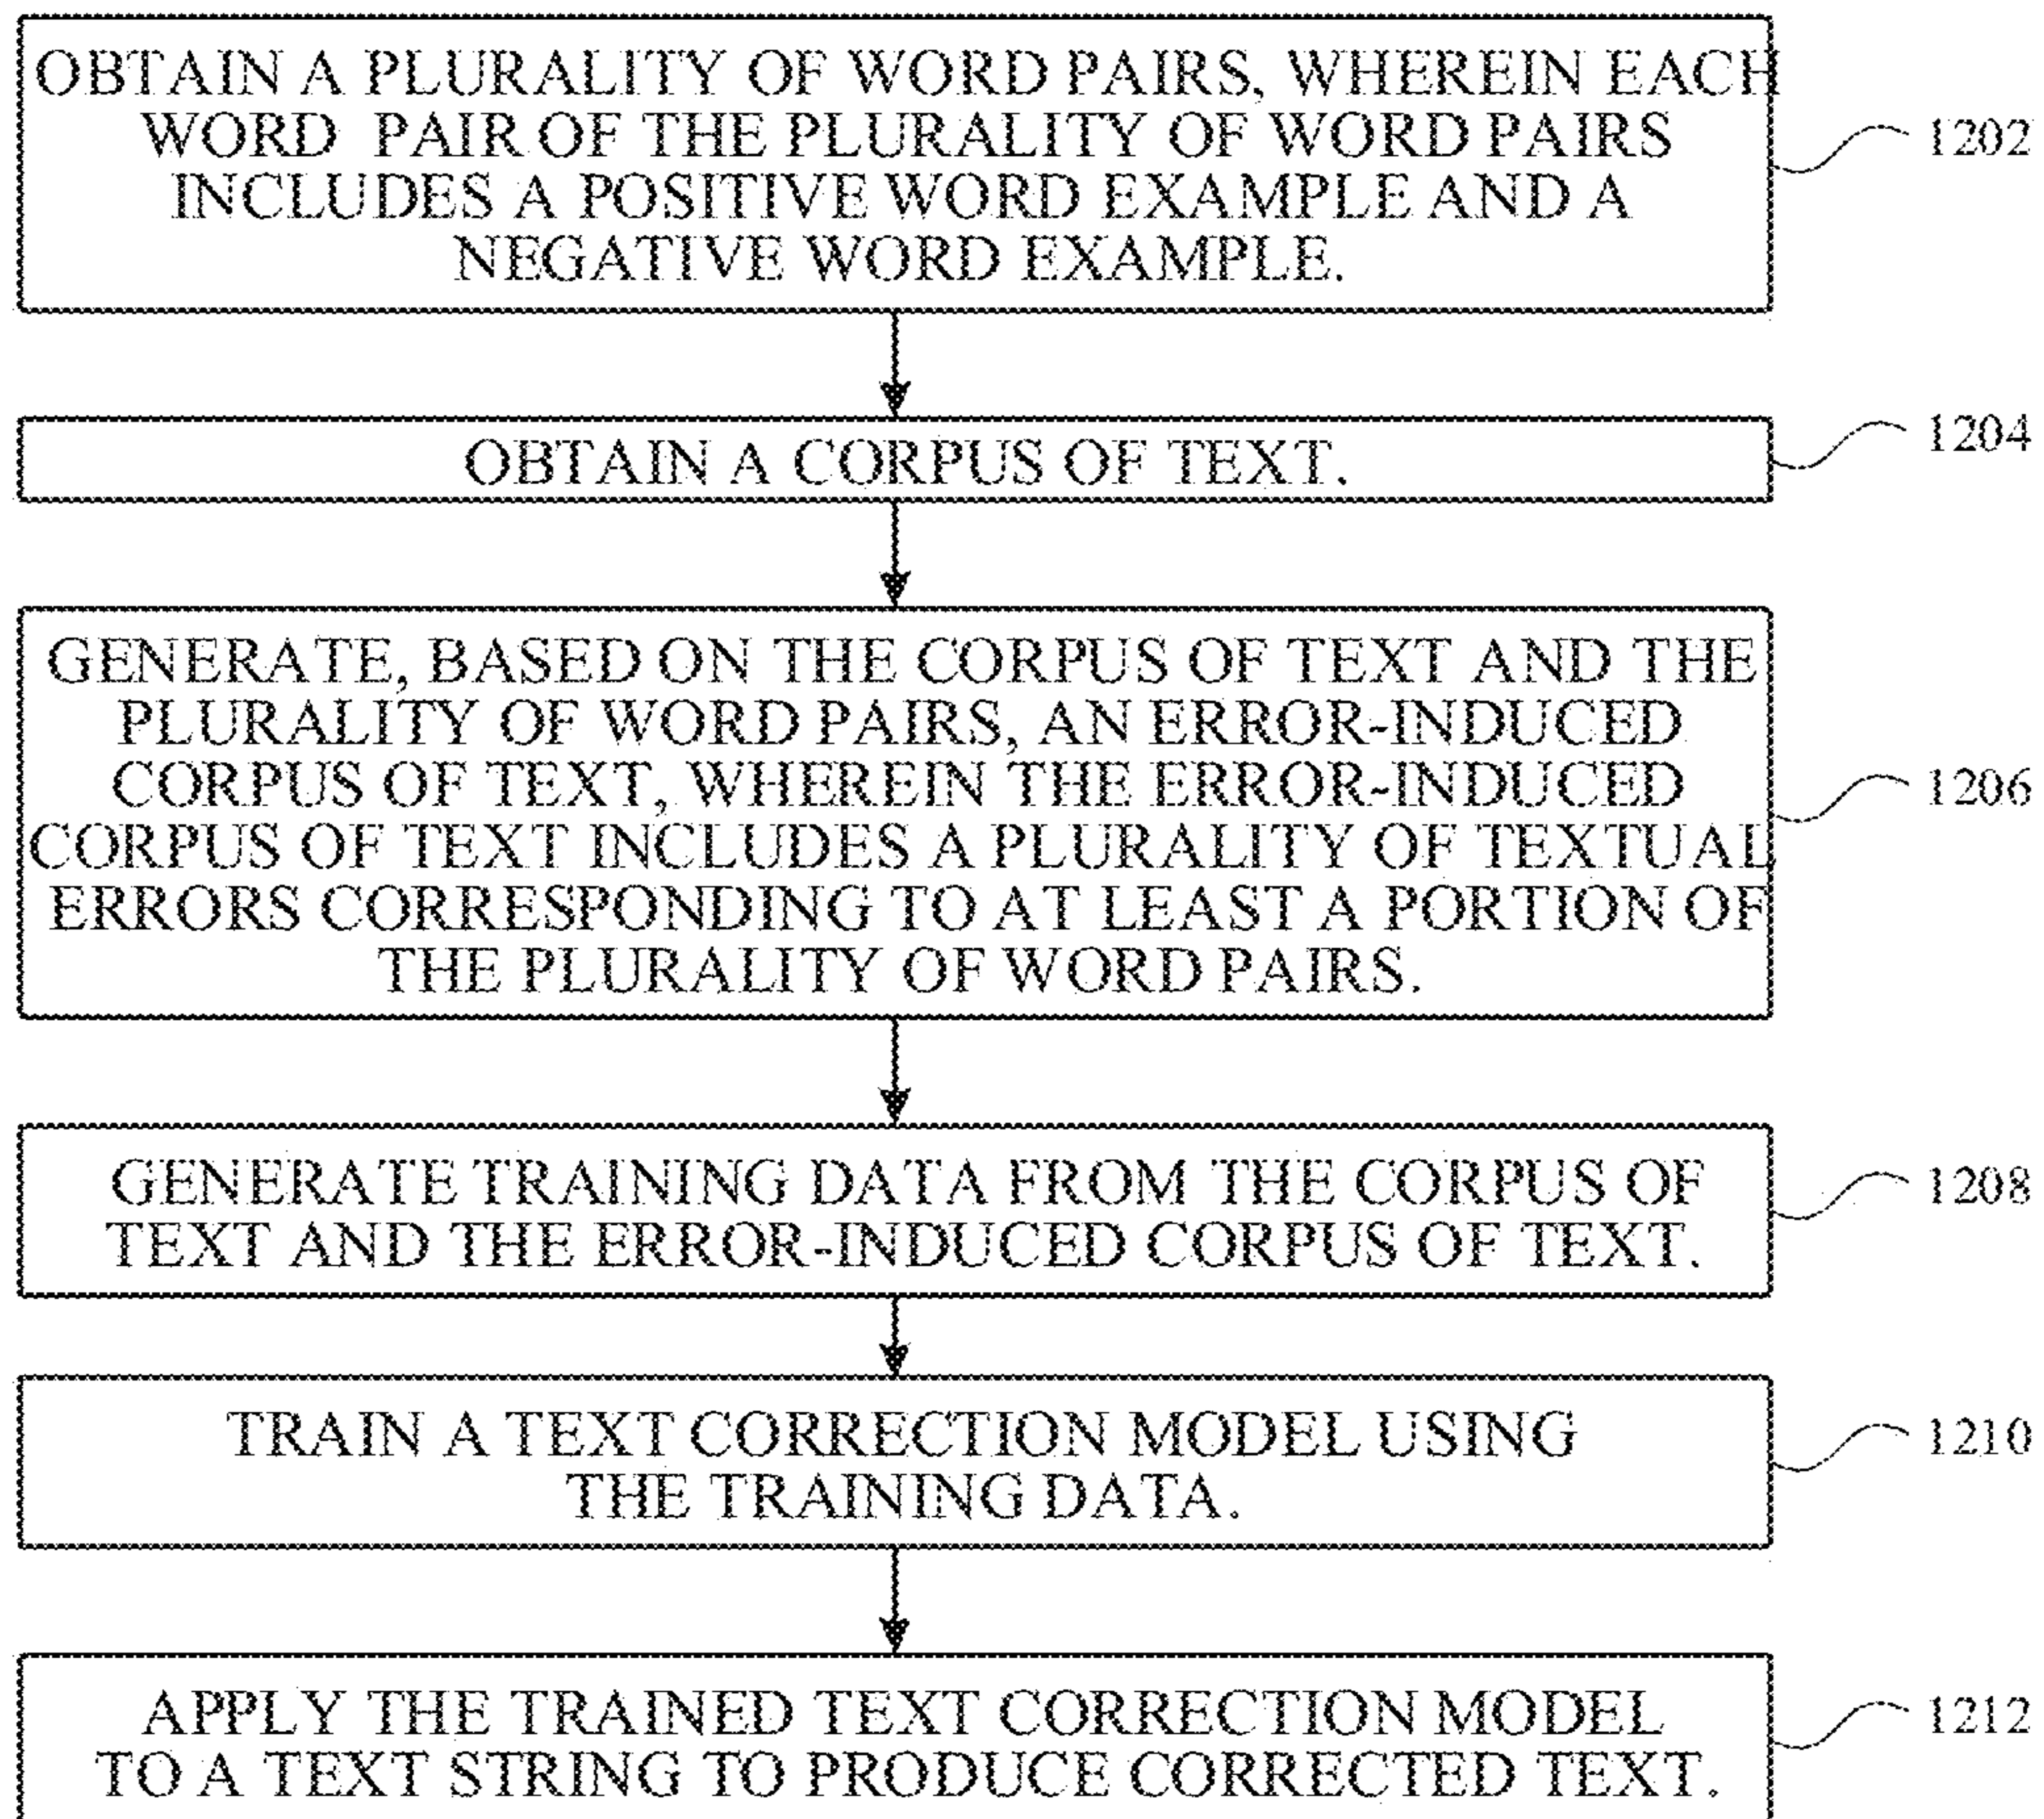 OBTAIN A PLURALITY OF WORD PAIRS, WHEREIN EACH
WORD PAIR OF THE PLURALITY OF WORD PAIRS
INCLUDES A POSITIVE WORD EXAMPLE AND A
NEGATIVE WORD EXAMPLE.
1202
OBTAIN A CORPUS OF TEXT.
1204
GENERATE, BASED ON THE CORPUS OF TEXT AND THE
PLURALITY OF WORD PAIRS, AN ERROR-INDUCED
CORPUS OF TEXT, WHEREIN THE ERROR-INDUCED
CORPUS OF TEXT INCLUDES A PLURALITY OF TEXTUAL
ERRORS CORRESPONDING TO AT LEAST A PORTION OF
THE PLURALITY OF WORD PAIRS.
1206
GENERATE TRAINING DATA FROM THE CORPUS OF
TEXT AND THE ERROR-INDUCED CORPUS OF TEXT.
1208
TRAIN A TEXT CORRECTION MODEL USING
THE TRAINING DATA.
1210
APPLY THE TRAINED TEXT CORRECTION MODEL
TO A TEXT STRING TO PRODUCE CORRECTED TEXT.
1212